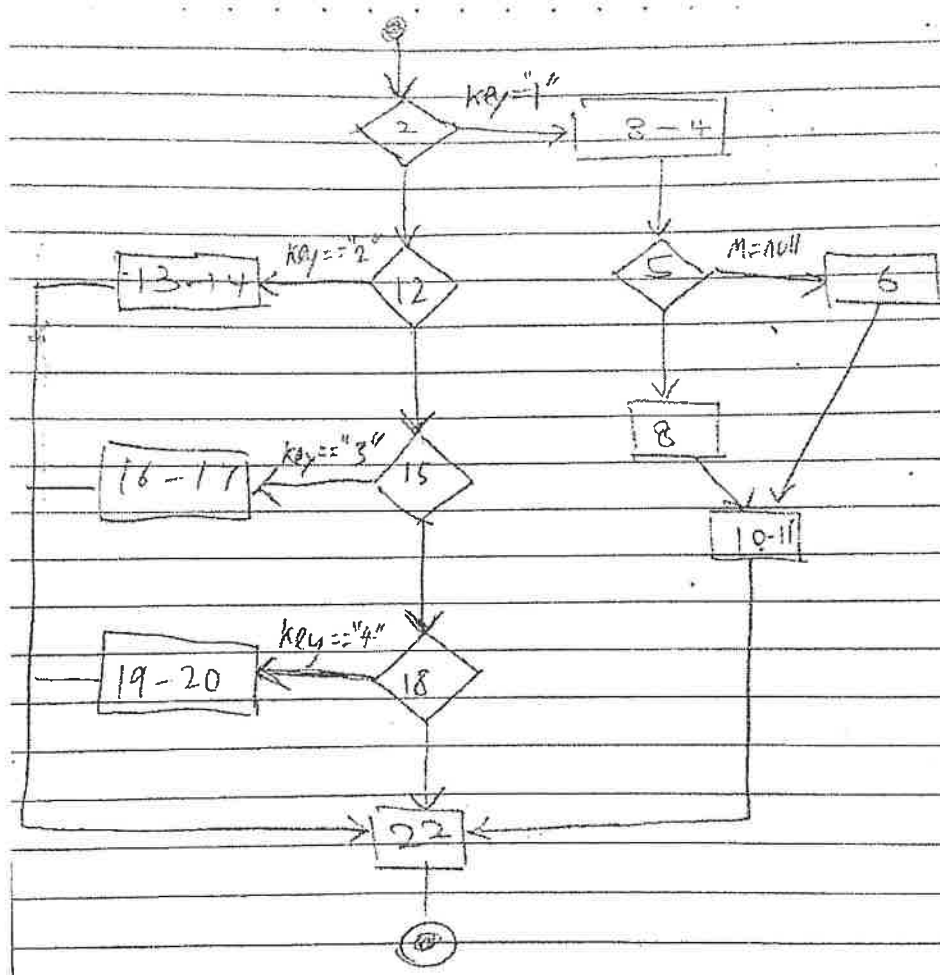 key="1"
2
3-4
key=="2"
M=null
13-14
12
5
6
8
key=="3"
16-17
15
10-11
key=="4"
19-20
18
22